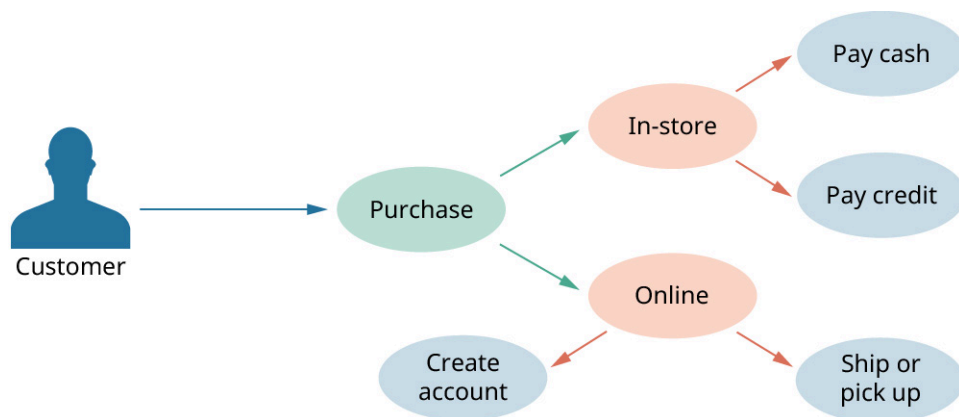 Pay cash
In-store
Pay credit
Purchase
Customer
Online
Create
account
Ship or
pick up